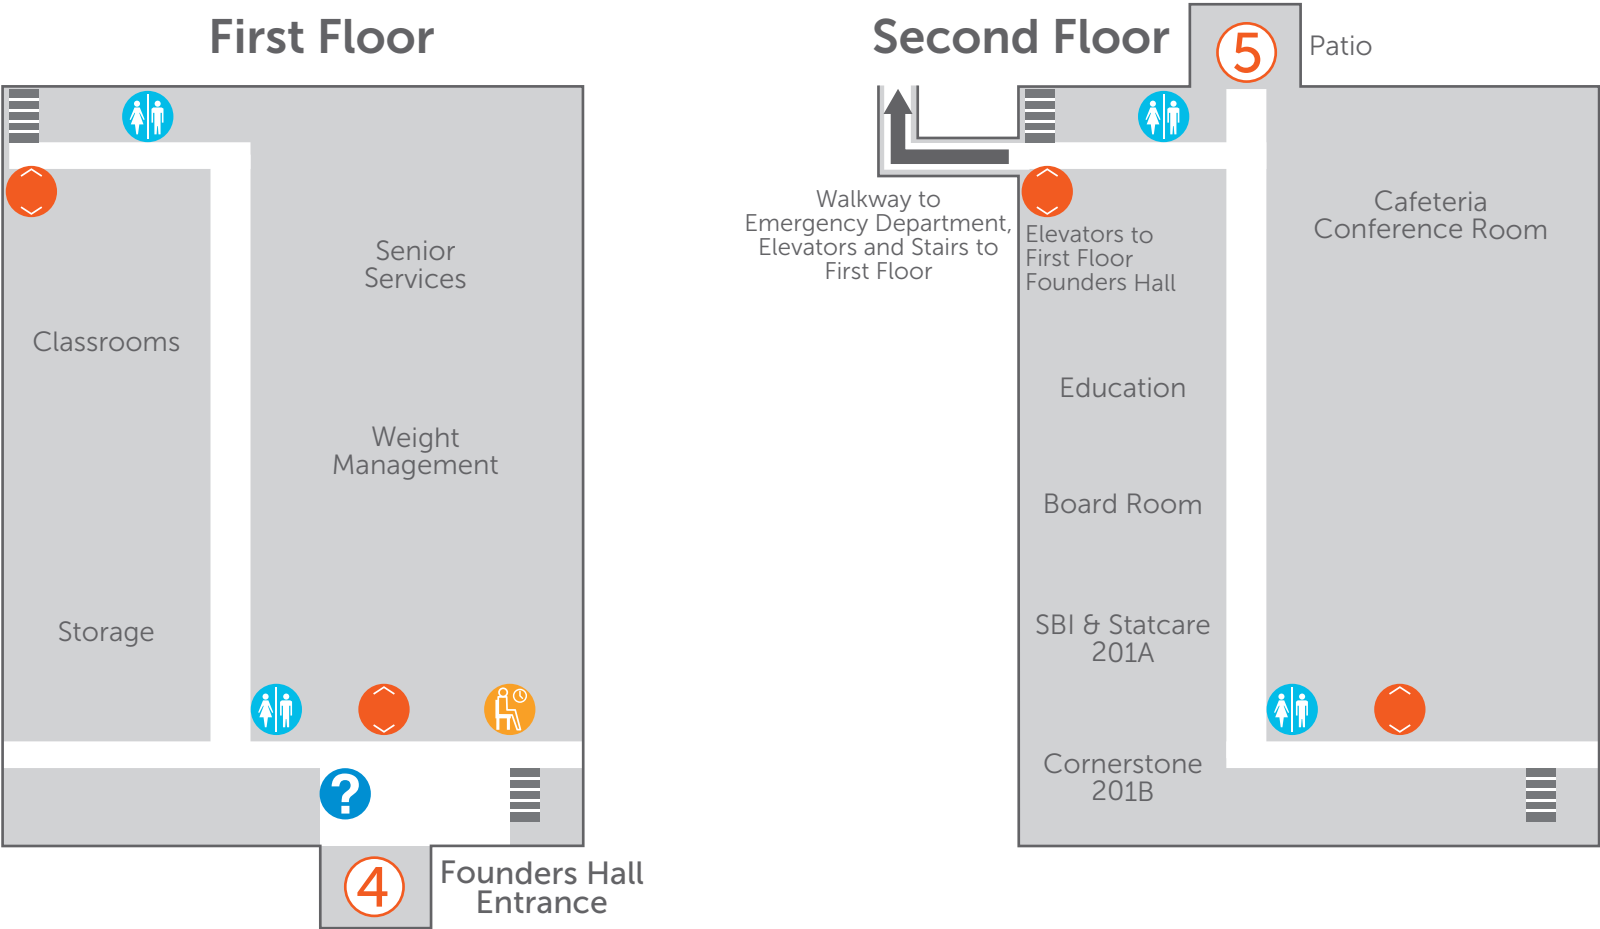 First Floor
Senior
Services
Classrooms
Weight
Management
Storage
?
4
Founders Hall
Entrance
Second Floor
5
Patio
Walkway to
Emergency Department,
Elevators and Stairs to
First Floor
Elevators to
First Floor
Founders Hall
Cafeteria
Conference Room
Education
Board Room
SBI & Statcare
201A
Cornerstone
201B